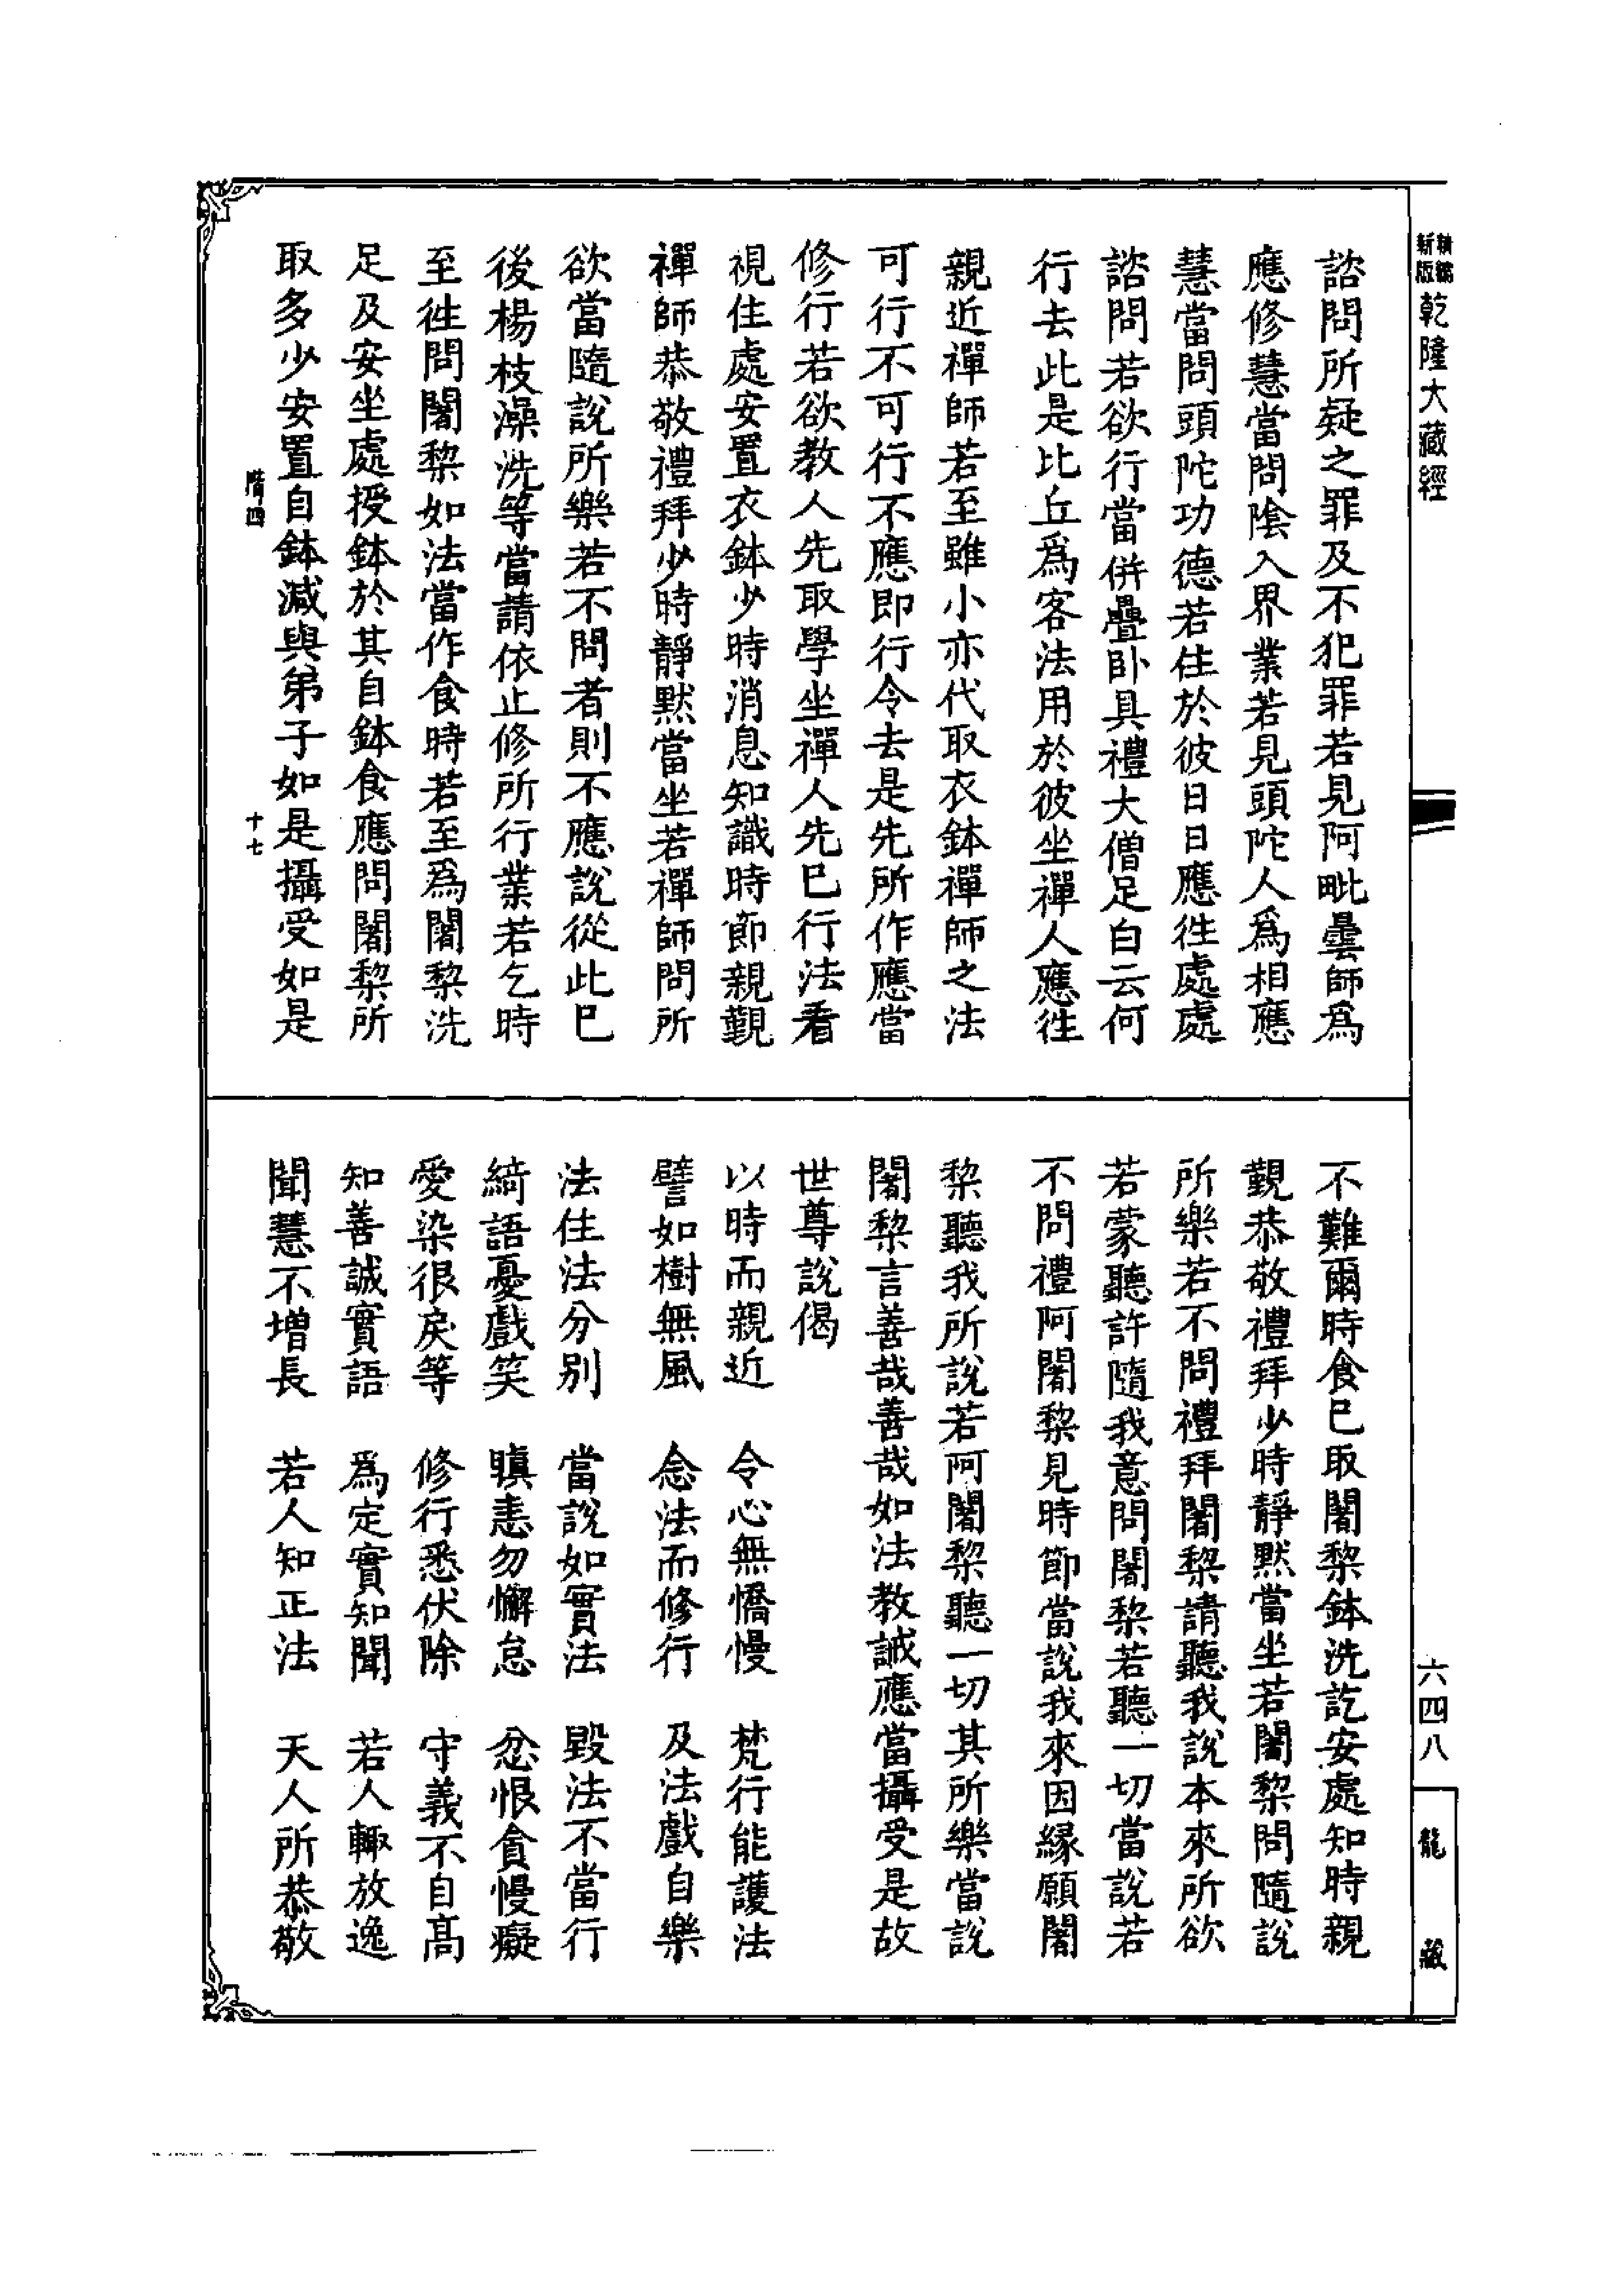 新編
精版
乾隆大藏經
諮問所疑之罪及不犯罪若見阿毗曇師為
應修慧當問陰入界業若見頭陀人為相應
慧當問頭陀功德若住於彼日日應往處處
諮問若欲行當併疊卧具禮大僧足白云何
行去此是比丘為客法用於彼坐禪人應往
親近禪師若至雖小亦代取衣鉢禪師之法
可行不可行不應即行令去是先所作應當
修行若欲教人先取學坐禪人先已行法看
視住處安置衣鉢少時消息知識時節親覲
禪師恭敬禮拜少時靜默當坐若禪師問所
欲當隨說所樂若不問者則不應說從此已
後楊枝澡洗等當請依止修所行業若乞時
至往問闍黎如法當作食時若至為闍黎洗
足及安坐處授鉢於其自鉢食應問闍黎所
取多少安置自鉢減與弟子如是攝受如是
隋四
十七
不難爾時食已取闍黎鉢洗訖安處知時親
覲恭敬禮拜少時靜默當坐若闍黎問隨說
所樂若不問禮拜闍黎請聽我說本來所欲
若蒙聽許隨我意問闍黎若聽一切當說若
不問禮阿闍黎見時節當說我來因緣願闍
黎聽我所說若阿闍黎聽一切其所樂當說
闍黎言善哉善哉如法教誡應當攝受是故
世尊說偈
以時而親近　令心無憍慢　梵行能護法
譬如樹無風　念法而修行　及法戲自樂
法住法分別　當說如實法　毀法不當行
綺語憂戲笑　瞋恚勿懈怠　忿恨貪慢癡
愛染很戾等　修行悉伏除　守義不自高
知善誠實語　為定實知聞　若人輙放逸
聞慧不增長　若人知正法　天人所恭敬
六四八
龍藏